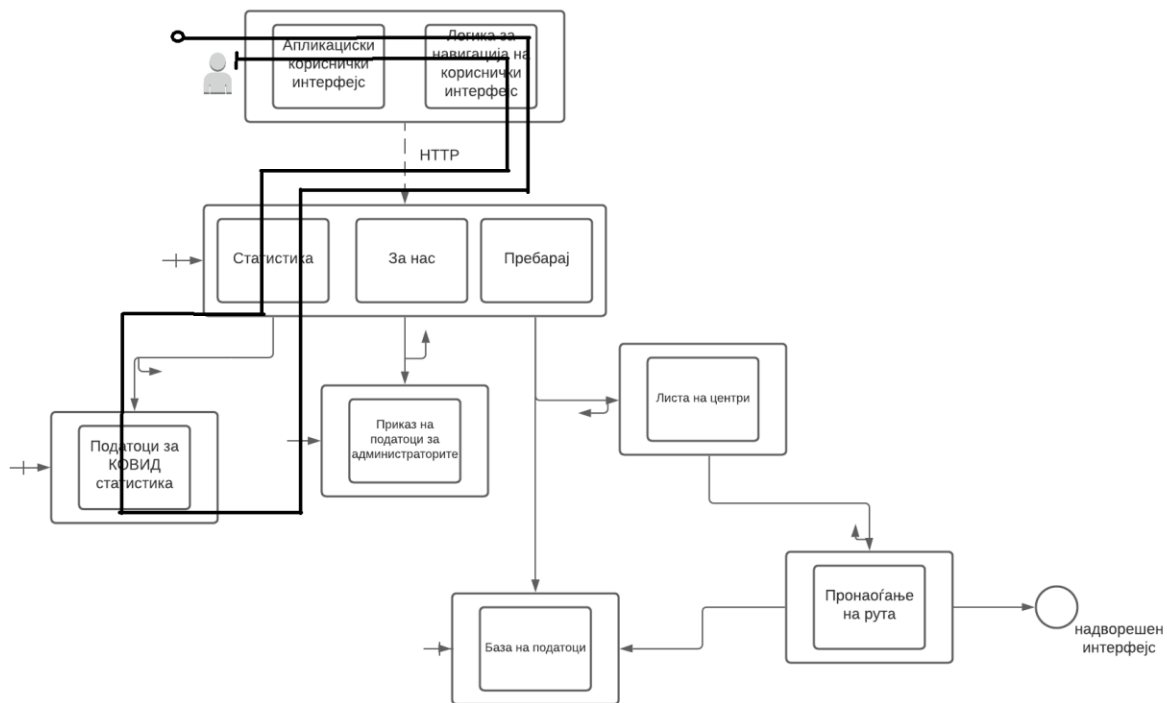 Апликациски
кориснички
интерфејс
Логика за
навигација на
кориснички
интерфејс
HTTP
Статистика
За нас
Пребарај
Листа на центри
Приказ на
податоци за
администраторите
Податоци за
КОВИД
статистика
Пронаоѓање
на рута
База на податоци
надворешен
интерфејс